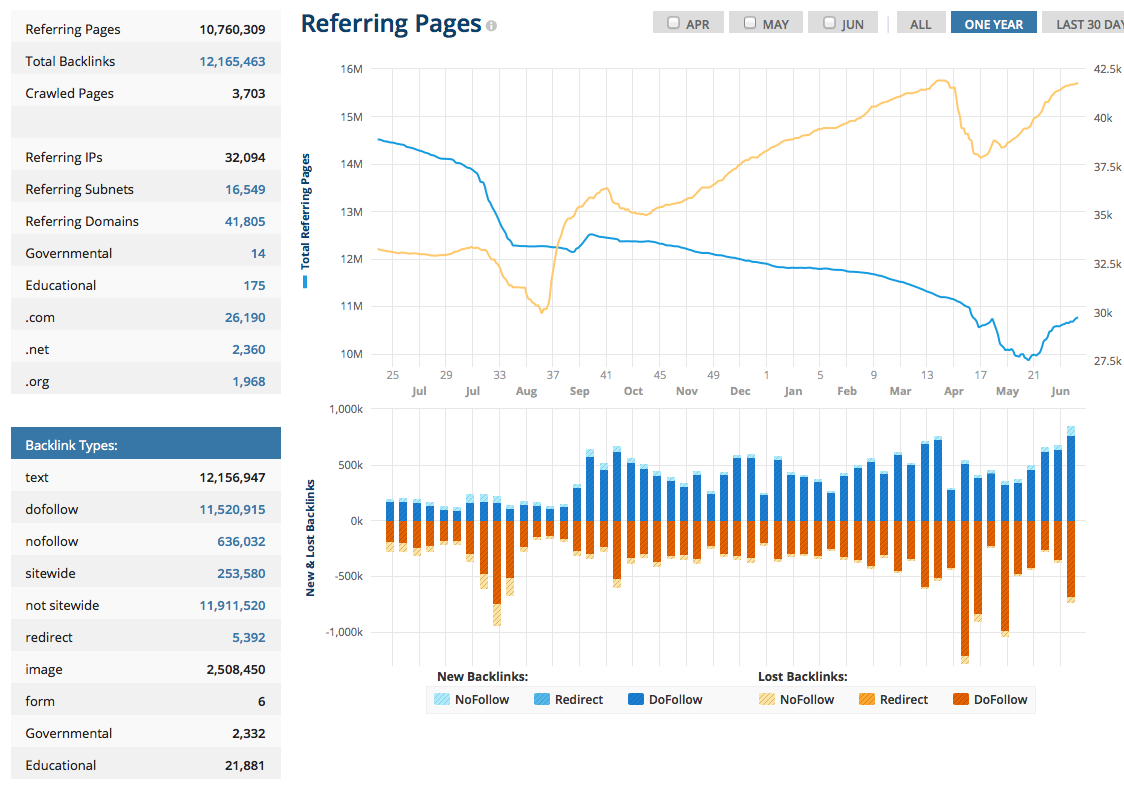 Referring Pages 10,760,309
Total Backlinks 12,165,463
Crawled Pages 3,703
Referring IPs 32,094
Referring Subnets 16,549
Referring Domains 41,805
Governmental 14
Educational 175
.com 26,190
.net 2,360
.org 1,968
Backlink Types:
text 12,156,947
dofollow 11,520,915
nofollow 636,032
sitewide 253,580
not sitewide 11,911,520
redirect 5,392
image 2,508,450
form 6
Governmental 2,332
Educational 21,881
Referring Pages i
APR MAY JUN ALL ONE YEAR LAST 30 DAY
Total Referring Pages
16M 42.5k
15M 40k
14M 37.5k
13M 35k
12M 32.5k
11M 30k
10M 27.5k
25 29 33 37 41 45 49 1 5 9 13 17 21
Jul Jul Aug Sep Oct Nov Dec Jan Feb Mar Apr May Jun
New & Lost Backlinks
1,000k
500k
0k
-500k
-1,000k
New Backlinks: Lost Backlinks:
NoFollow Redirect DoFollow NoFollow Redirect DoFollow